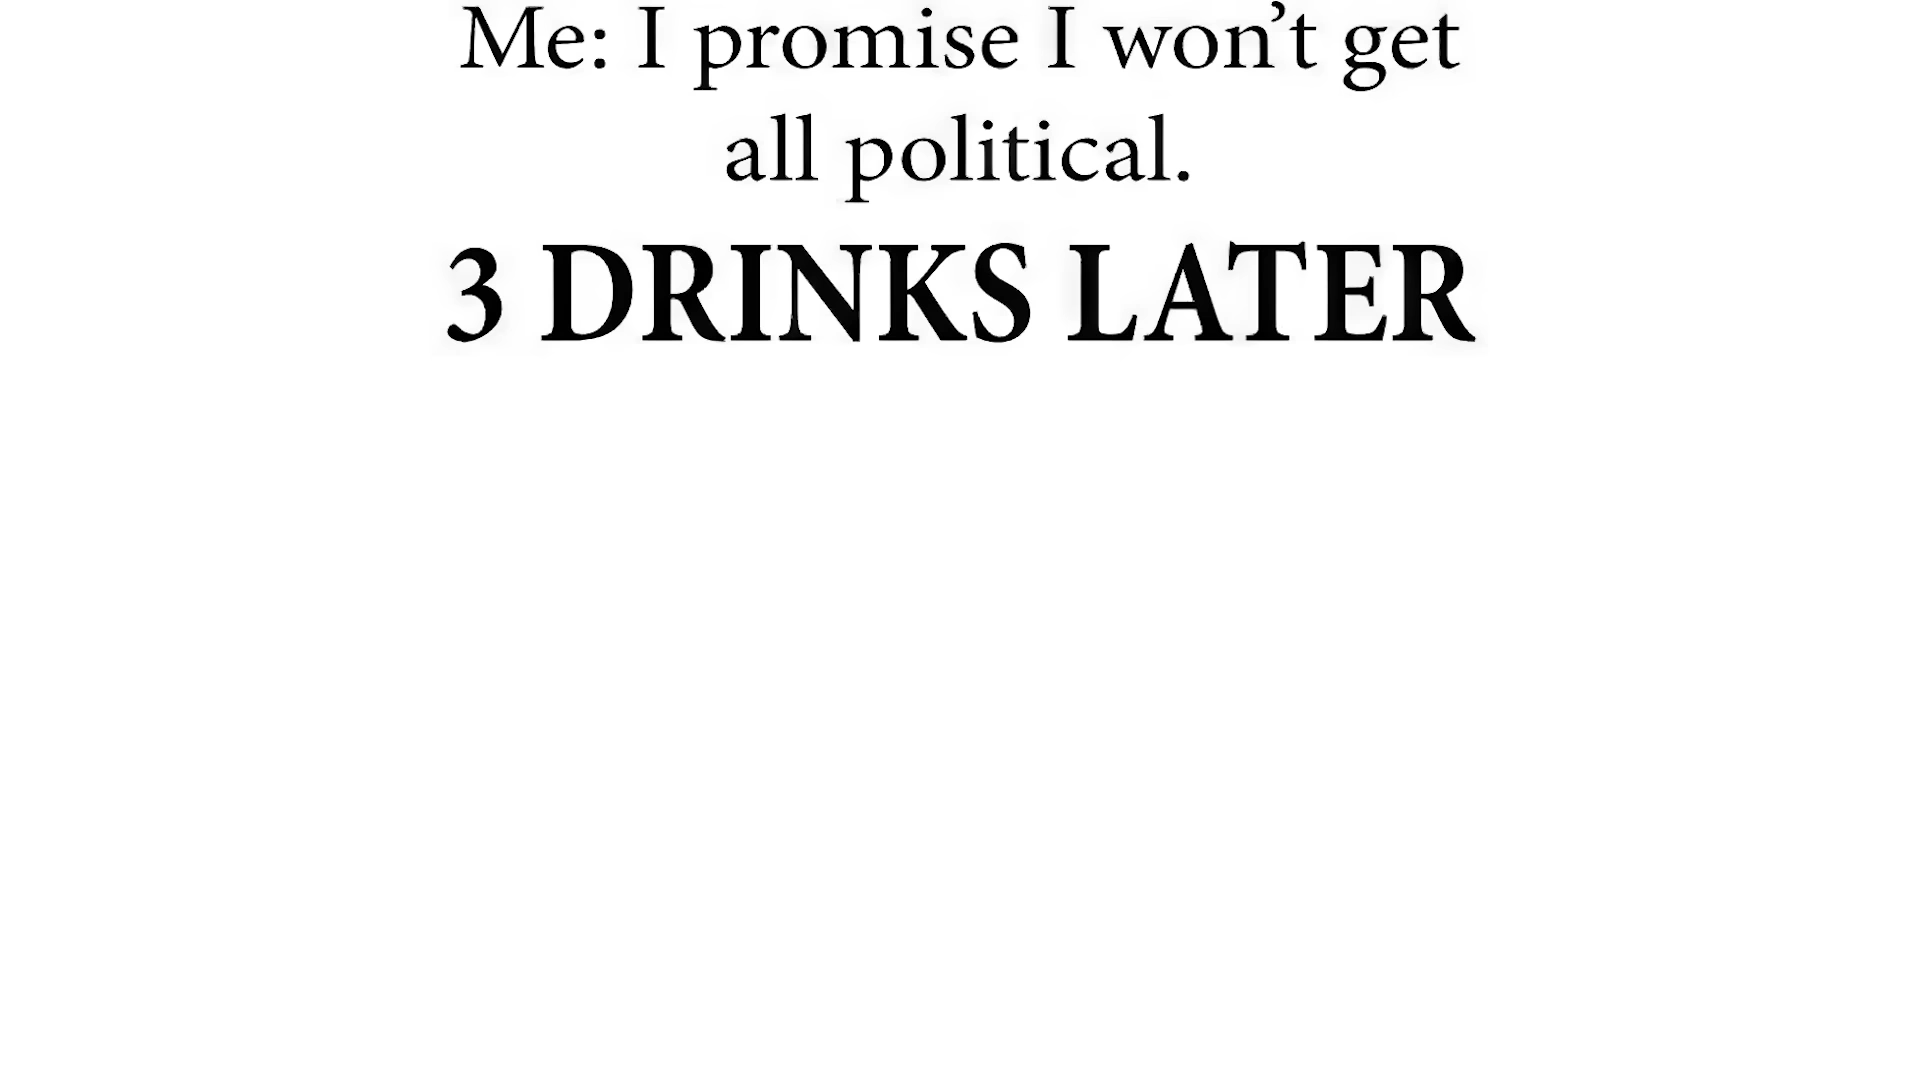 Me: I promise I won’t get
all political.
3 DRINKS LATER